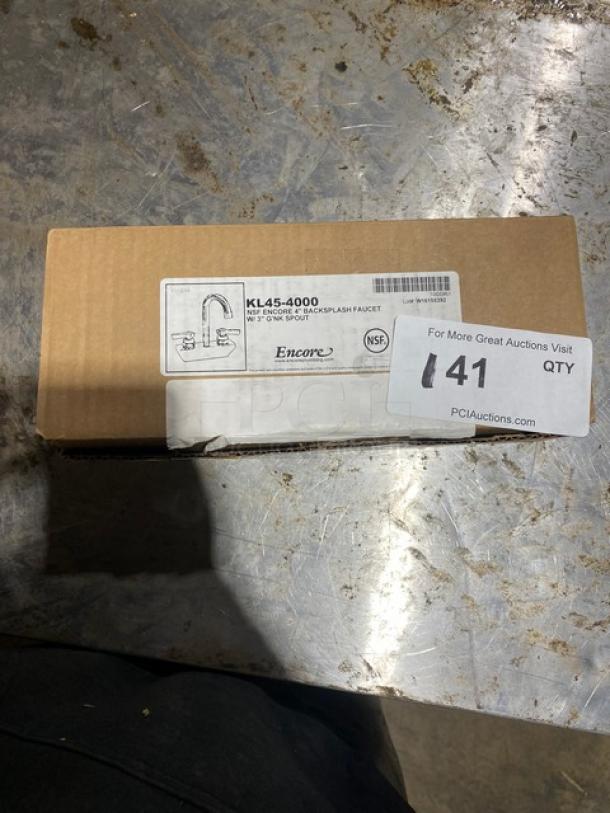 KL45-4000
NSF ENCORE 4" BACKSPLASH FAUCET
W/ 3" G'NK SPOUT
Encore
NSF.
For More Great Auctions Visit
141 QTY
PCIAuctions.com